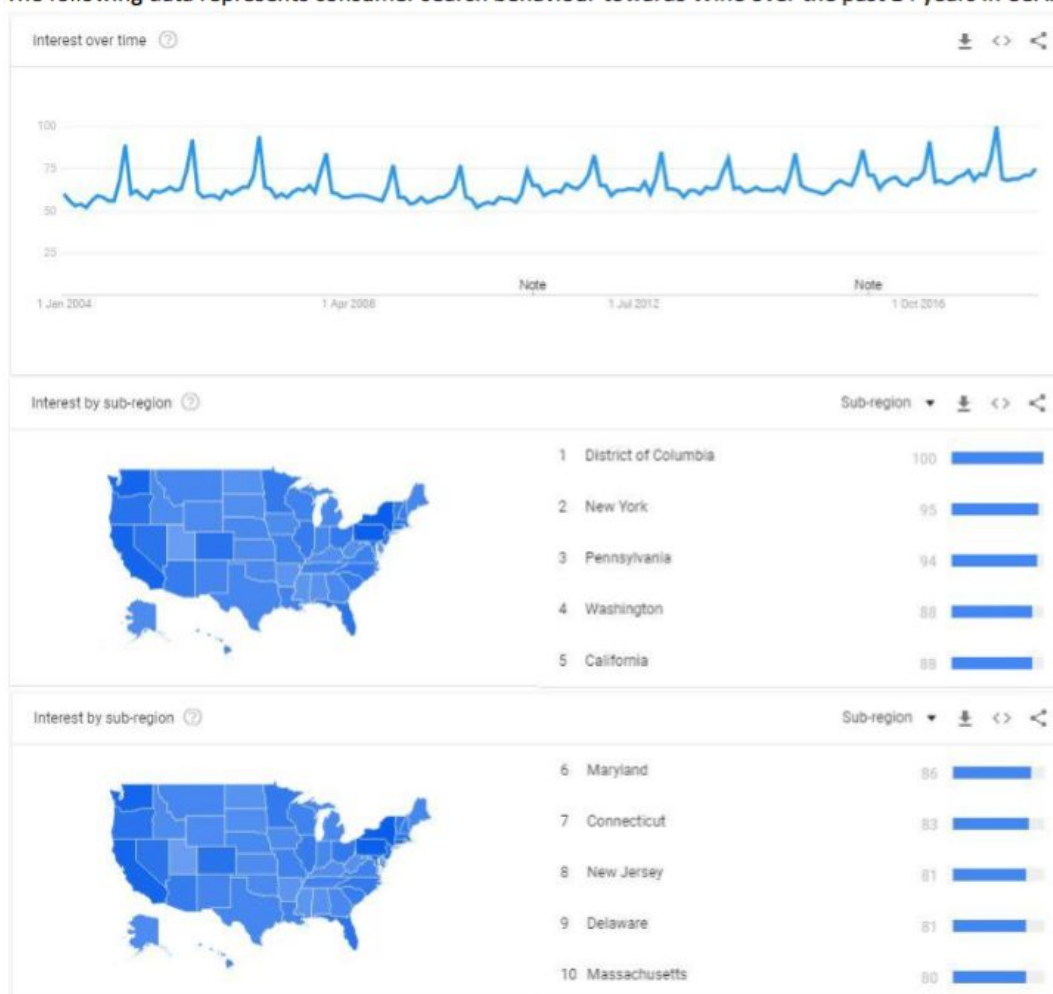 The following data represents consumer search behaviour towards Wine over the past 14 years in
Interest over time
100
75
50
25
Note
Note
1 Jan 2004
1 Apr 2008
1 Jul 2012
1 Oct 2016
Interest by sub-region
Sub-region
1 District of Columbia 100
2 New York 95
3 Pennsylvania 94
4 Washington 88
5 California 88
Interest by sub-region
Sub-region
6 Maryland 86
7 Connecticut 83
8 New Jersey 81
9 Delaware 81
10 Massachusetts 80